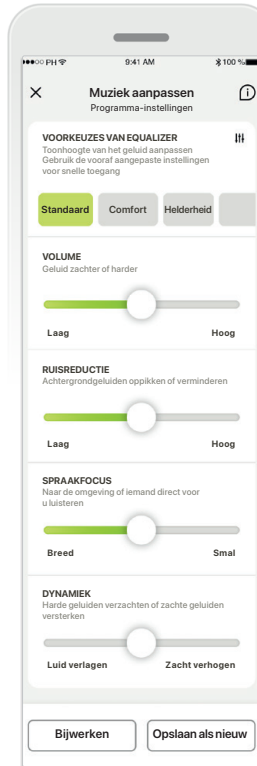 PH 9:41 AM 100 %
Muziek aanpassen
Programma-instellingen
VOORKEUZES VAN EQUALIZER
Toonhoogte van het geluid aanpassen
Gebruik de vooraf aangepaste instellingen
voor snelle toegang
Standaard Comfort Helderheid
VOLUME
Geluid zachter of harder
Laag Hoog
RUISREDUCTIE
Achtergrondgeluiden oppikken of verminderen
Laag Hoog
SPRAAKFOCUS
Naar de omgeving of iemand direct voor
u luisteren
Breed Smal
DYNAMIEK
Harde geluiden verzachten of zachte geluiden
versterken
Luid verlagen Zacht verhogen
Bijwerken Opslaan als nieuw